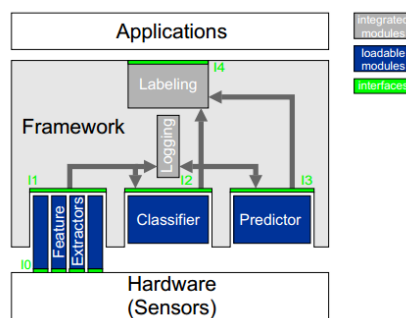 Applications
integrated
modules
loadable
modules
interfaces
I4
Labeling
Framework
Logging
I1
I2
I3
Feature
Extractors
Classifier
Predictor
I0
Hardware
(Sensors)